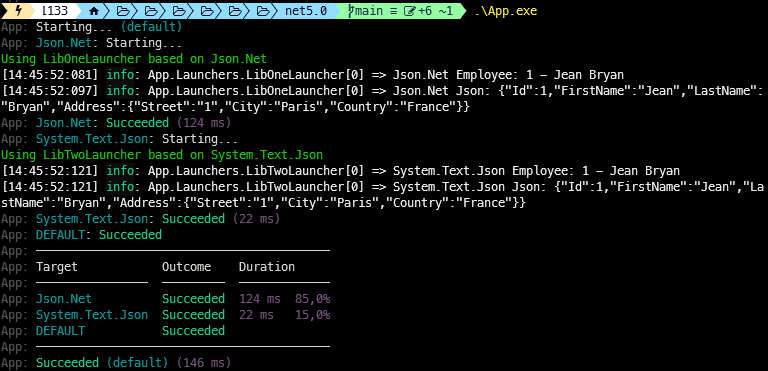 l133 net5.0 main ≡ +6 ~1 .\App.exe
App: Starting... (default)
App: Json.Net: Starting...
Using LibOneLauncher based on Json.Net
[14:45:52:081] info: App.Launchers.LibOneLauncher[0] => Json.Net Employee: 1 – Jean Bryan
[14:45:52:097] info: App.Launchers.LibOneLauncher[0] => Json.Net Json: {"Id":1,"FirstName":"Jean","LastName":
"Bryan","Address":{"Street":"1","City":"Paris","Country":"France"}}
App: Json.Net: Succeeded (124 ms)
App: System.Text.Json: Starting...
Using LibTwoLauncher based on System.Text.Json
[14:45:52:121] info: App.Launchers.LibTwoLauncher[0] => System.Text.Json Employee: 1 – Jean Bryan
[14:45:52:121] info: App.Launchers.LibTwoLauncher[0] => System.Text.Json Json: {"Id":1,"FirstName":"Jean","La
stName":"Bryan","Address":{"Street":"1","City":"Paris","Country":"France"}}
App: System.Text.Json: Succeeded (22 ms)
App: DEFAULT: Succeeded
App:
App: Target Outcome Duration
App:
App: Json.Net Succeeded 124 ms 85,0%
App: System.Text.Json Succeeded 22 ms 15,0%
App: DEFAULT Succeeded
App:
App: Succeeded (default) (146 ms)